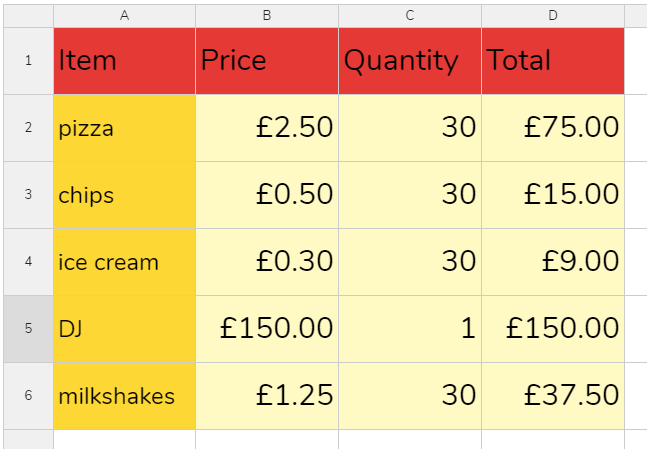 A B C D
1 Item Price Quantity Total
2 pizza £2.50 30 £75.00
3 chips £0.50 30 £15.00
4 ice cream £0.30 30 £9.00
5 DJ £150.00 1 £150.00
6 milkshakes £1.25 30 £37.50